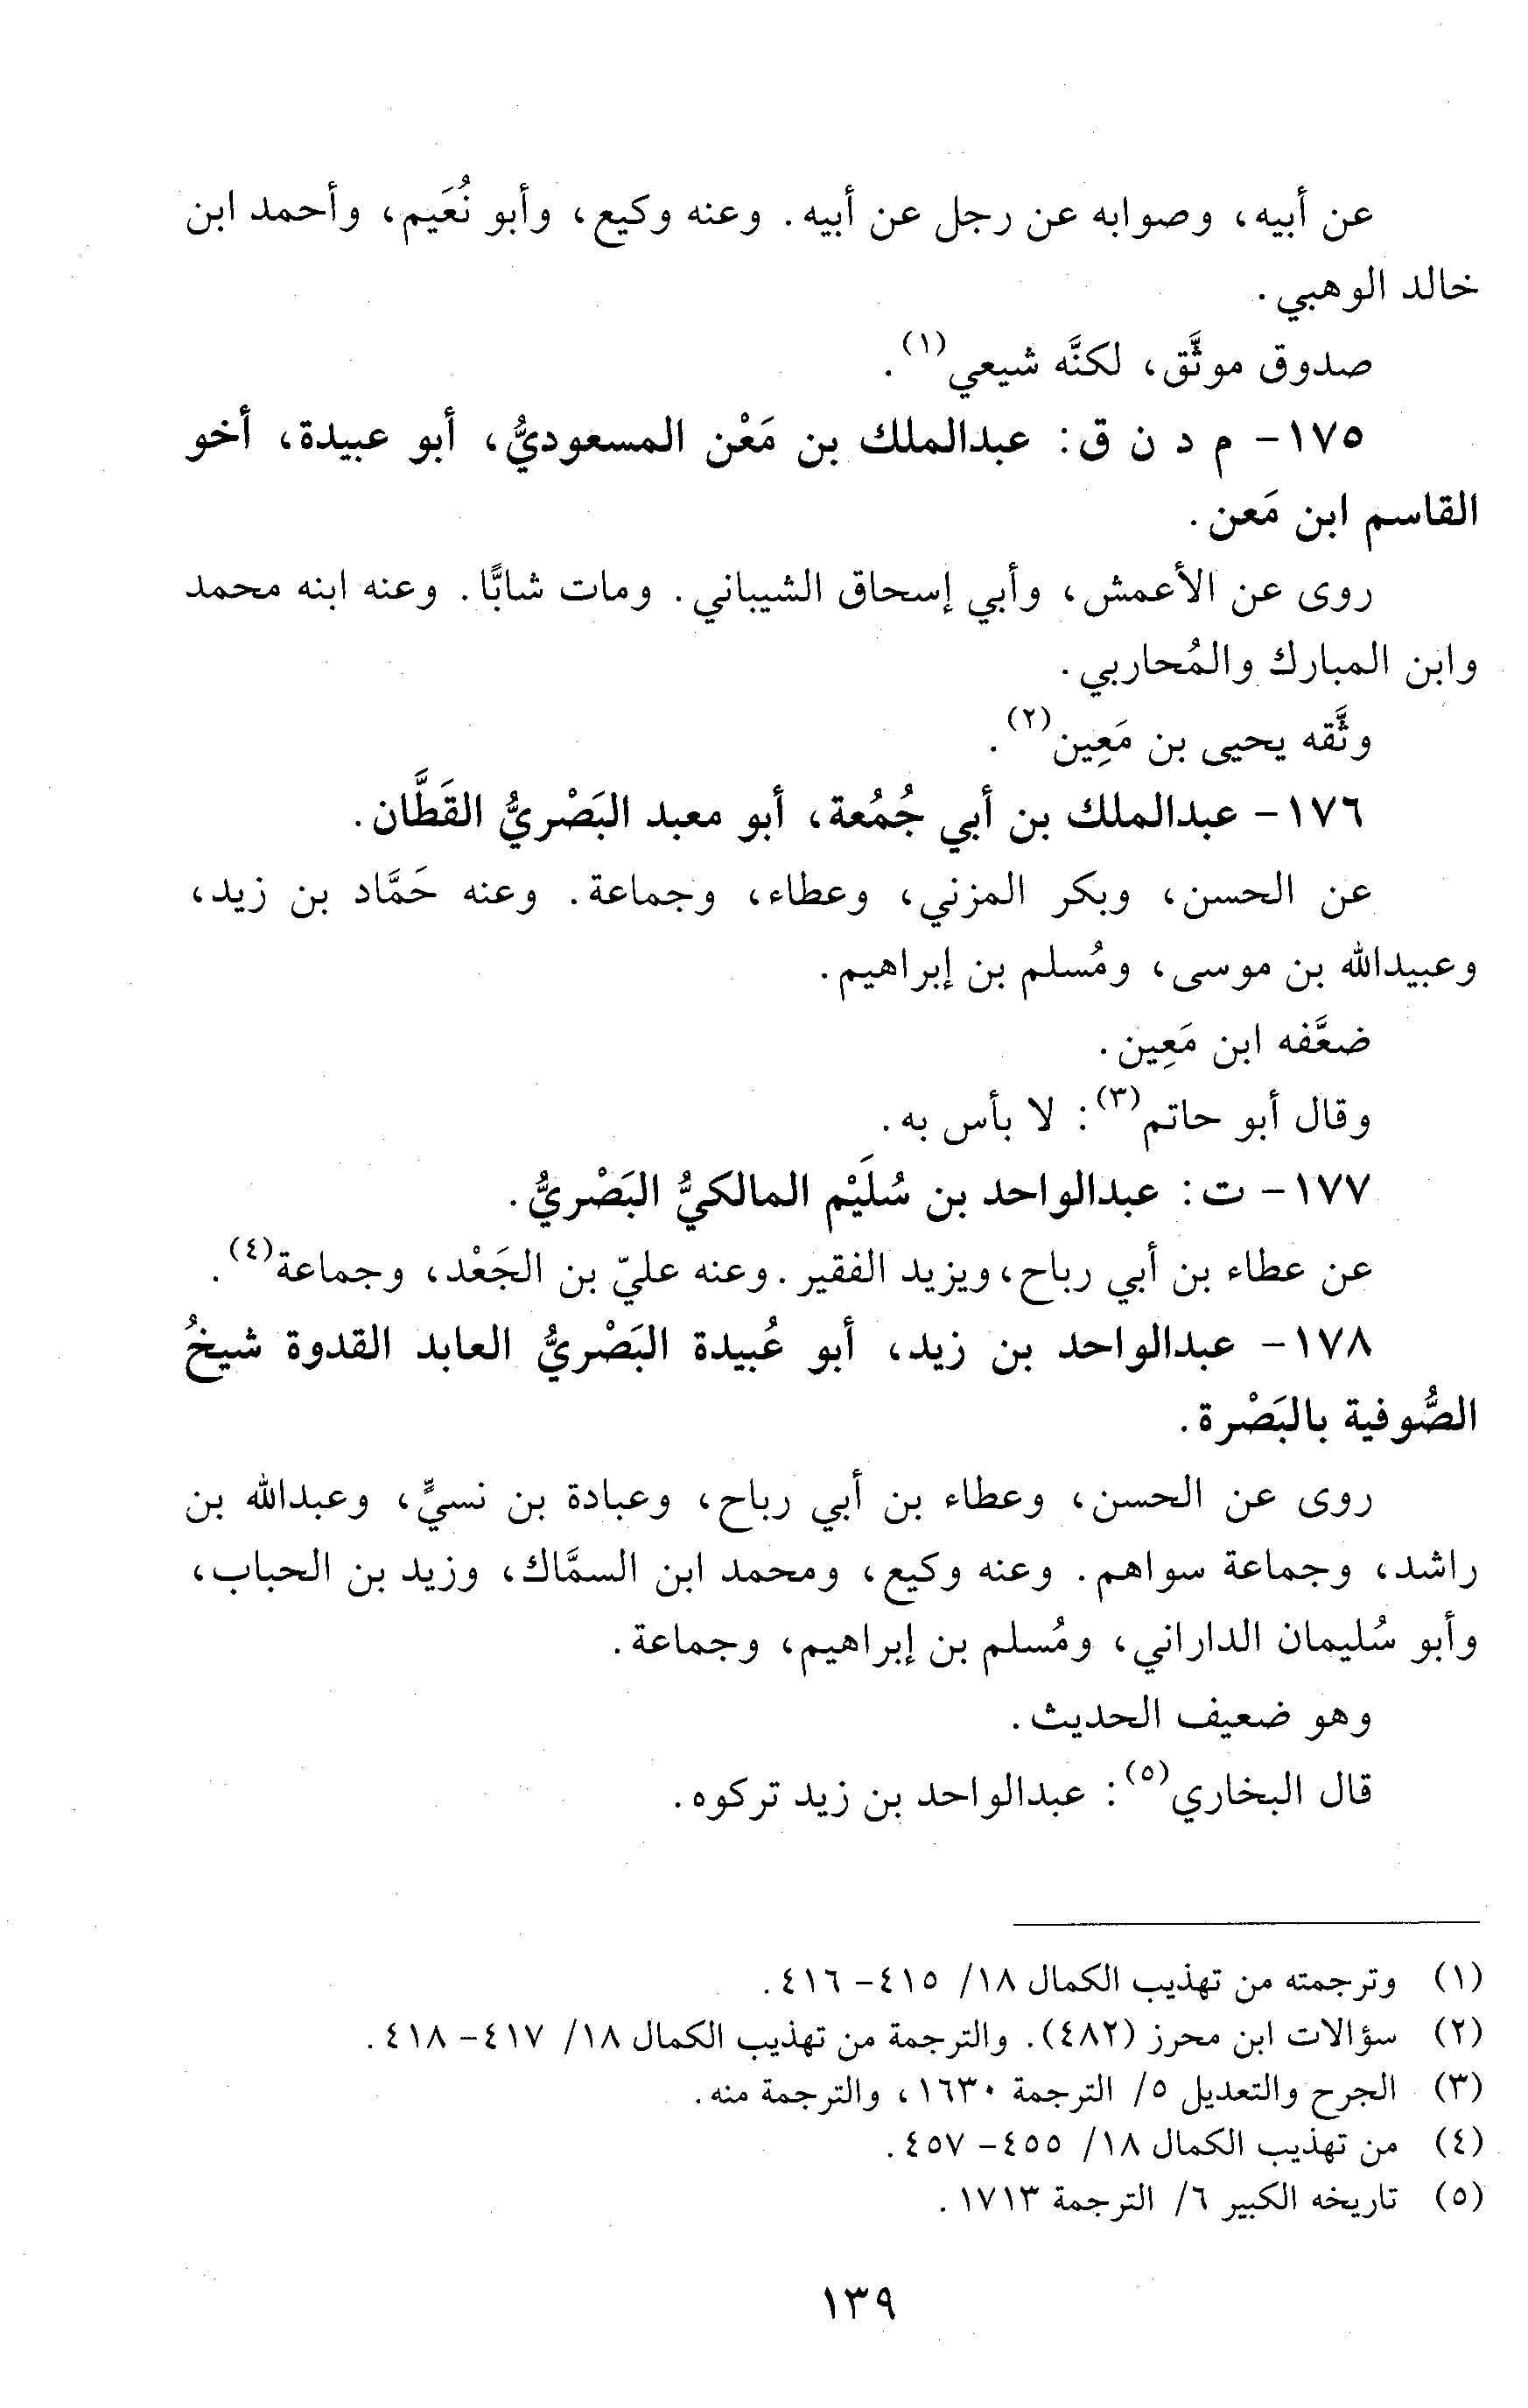 عن أبيه، وصوابه عن رجل عن أبيه. وعنه وكيع، وأبو نُعَيم، وأحمد ابن
خالد الوهبي.
صدوق موثَّق، لكنَّه شيعي(١).
١٧٥- م د ن ق: عبدالملك بن مَعْن المسعوديُّ، أبو عبيدة، أخو
القاسم ابن مَعن.
روى عن الأعمش، وأبي إسحاق الشيباني. ومات شابًّا. وعنه ابنه محمد
وابن المبارك والمُحاربي.
وثَّقه يحيى بن مَعِين(٢).
١٧٦- عبدالملك بن أبي جُمُعة، أبو معبد البَصْريُّ القَطَّان.
عن الحسن، وبكر المزني، وعطاء، وجماعة. وعنه حَمَّاد بن زيد،
وعبيدالله بن موسى، ومُسلم بن إبراهيم.
ضعَّفه ابن مَعِين.
وقال أبو حاتم(٣): لا بأس به.
١٧٧- ت: عبدالواحد بن سُلَيْم المالكيُّ البَصْريُّ.
عن عطاء بن أبي رباح، ويزيد الفقير. وعنه عليّ بن الجَعْد، وجماعة(٤).
١٧٨- عبدالواحد بن زيد، أبو عُبيدة البَصْريُّ العابد القدوة شيخُ
الصُّوفية بالبَصْرة.
روى عن الحسن، وعطاء بن أبي رباح، وعبادة بن نسيٍّ، وعبدالله بن
راشد، وجماعة سواهم. وعنه وكيع، ومحمد ابن السمَّاك، وزيد بن الحباب،
وأبو سُليمان الداراني، ومُسلم بن إبراهيم، وجماعة.
وهو ضعيف الحديث.
قال البخاري(٥): عبدالواحد بن زيد تركوه.
(١) وترجمته من تهذيب الكمال ١٨/ ٤١٥- ٤١٦.
(٢) سؤالات ابن محرز (٤٨٢). والترجمة من تهذيب الكمال ١٨/ ٤١٧- ٤١٨.
(٣) الجرح والتعديل ٥/ الترجمة ١٦٣٠، والترجمة منه.
(٤) من تهذيب الكمال ١٨/ ٤٥٥- ٤٥٧.
(٥) تاريخه الكبير ٦/ الترجمة ١٧١٣.
١٣٩